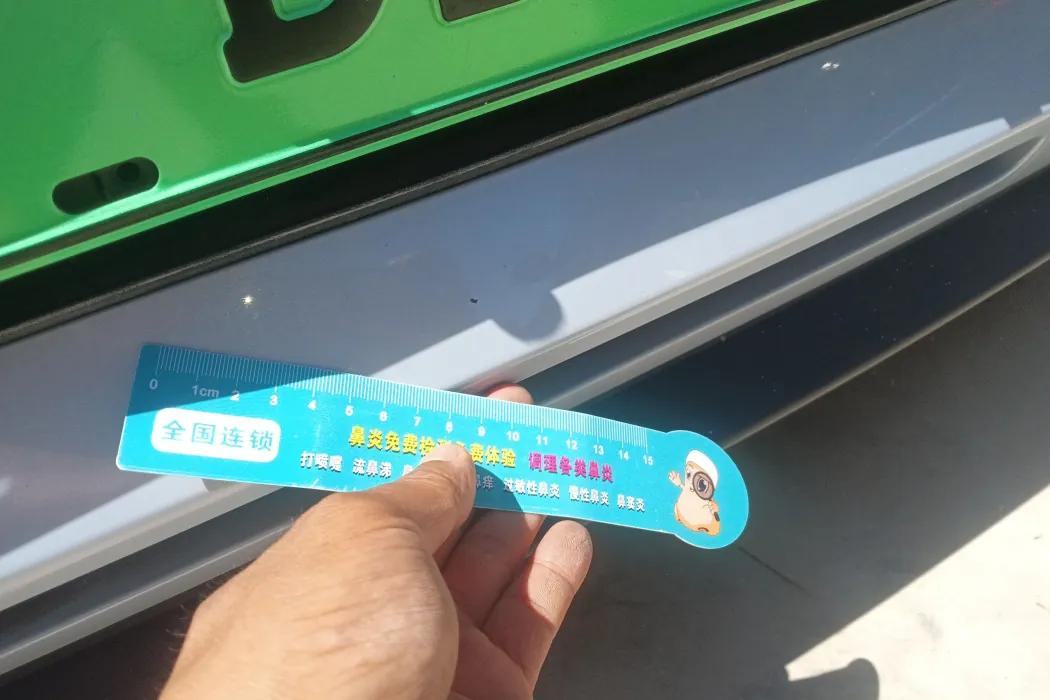 0 1cm 2 3 4 5 6 7 8 9 10 11 12 13 14 15
全国连锁
鼻炎免费检 费体验 调理各类鼻炎
打喷嚏 流鼻涕 痒 过敏性鼻炎 慢性鼻炎 鼻塞炎